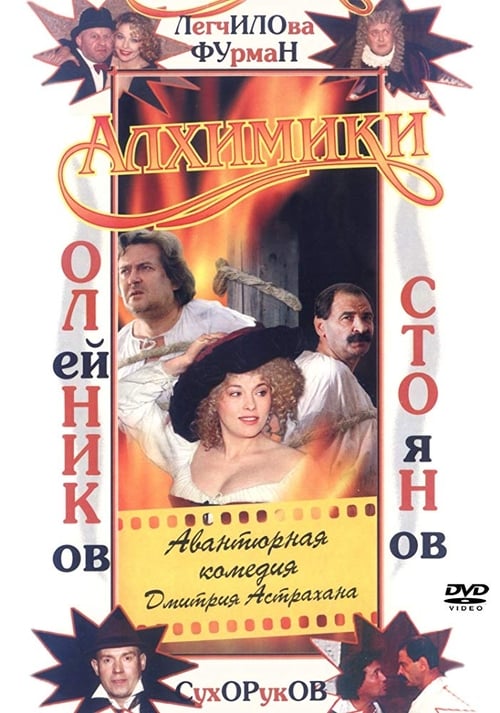 ЛегчИЛОва
ФУрмаН
АЛХИМИКИ
ОЛейНИКов
СТОяНов
Авантюрная
комедия
Дмитрия Астрахана
DVD
VIDEO
СухОРукОВ